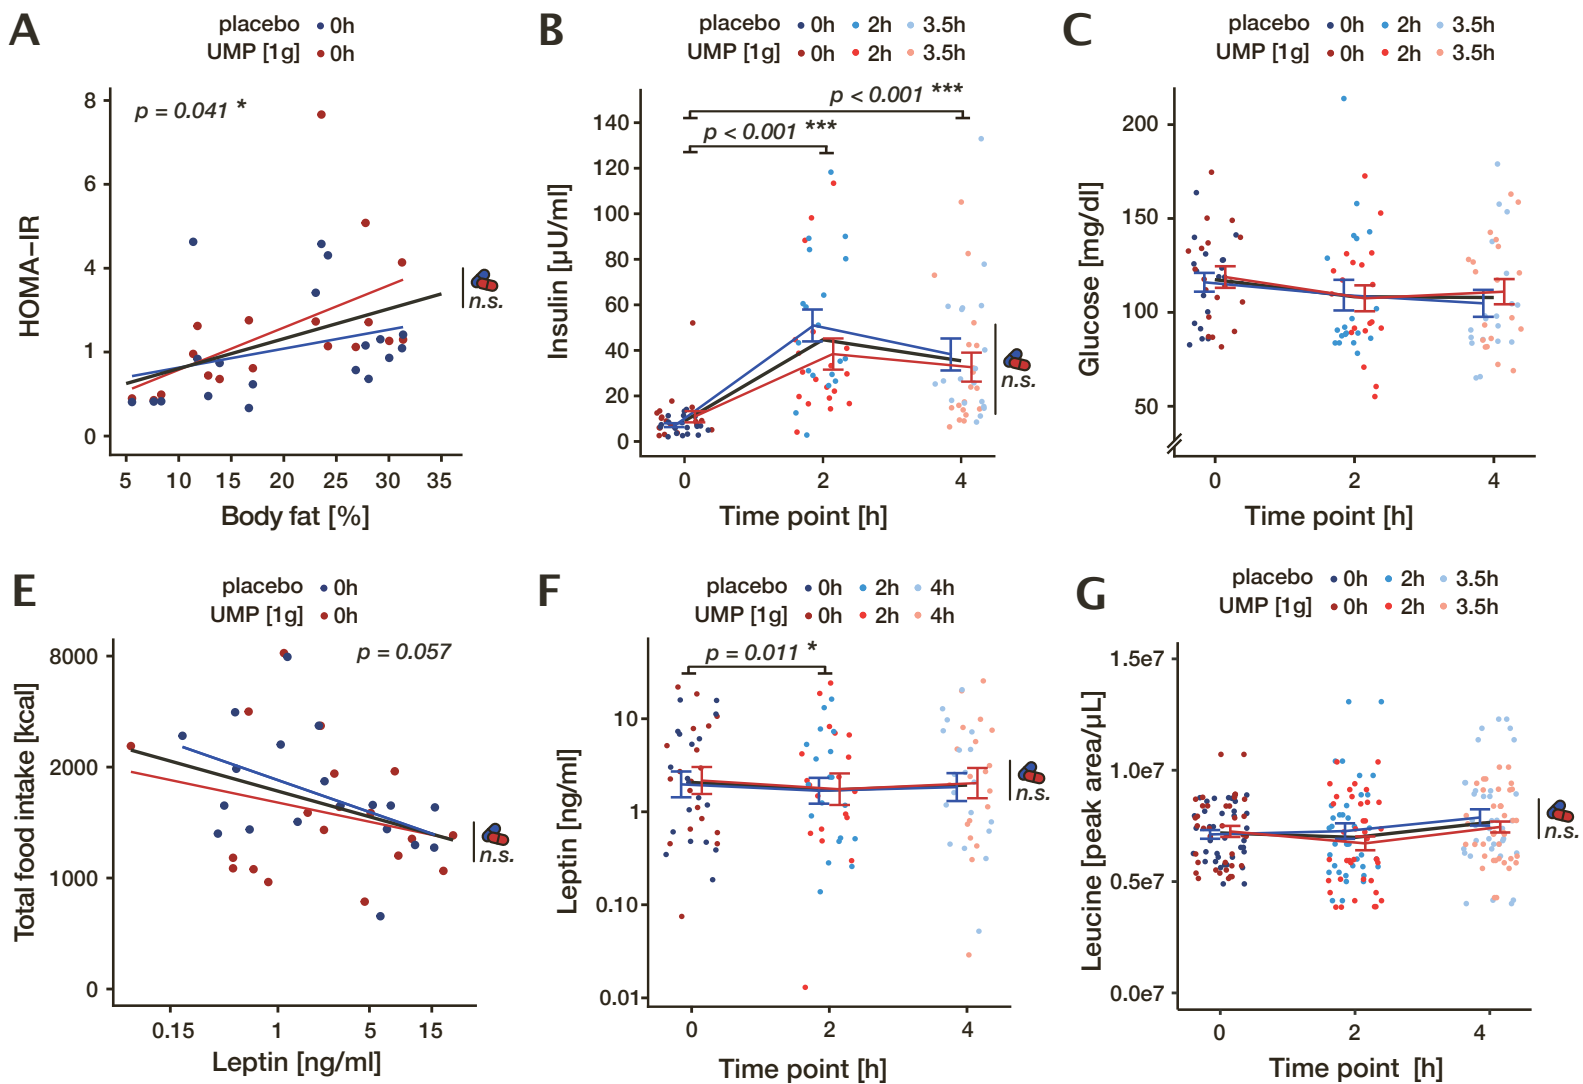 A
placebo 0h
UMP [1g] 0h
p = 0.041 *
8
6
4
1
0
HOMA–IR
5 10 15 20 25 30 35
Body fat [%]
n.s.
B
placebo 0h 2h 3.5h
UMP [1g] 0h 2h 3.5h
p < 0.001 ***
p < 0.001 ***
140
120
100
80
60
40
20
0
Insulin [µU/ml]
0 2 4
Time point [h]
n.s.
C
placebo 0h 2h 3.5h
UMP [1g] 0h 2h 3.5h
200
150
100
50
Glucose [mg/dl]
0 2 4
Time point [h]
E
placebo 0h
UMP [1g] 0h
p = 0.057
8000
2000
1000
0
Total food intake [kcal]
0.15 1 5 15
Leptin [ng/ml]
n.s.
F
placebo 0h 2h 4h
UMP [1g] 0h 2h 4h
p = 0.011 *
10
1
0.10
0.01
Leptin [ng/ml]
0 2 4
Time point [h]
n.s.
G
placebo 0h 2h 3.5h
UMP [1g] 0h 2h 3.5h
1.5e7
1.0e7
0.5e7
0.0e7
Leucine [peak area/µL]
0 2 4
Time point [h]
n.s.